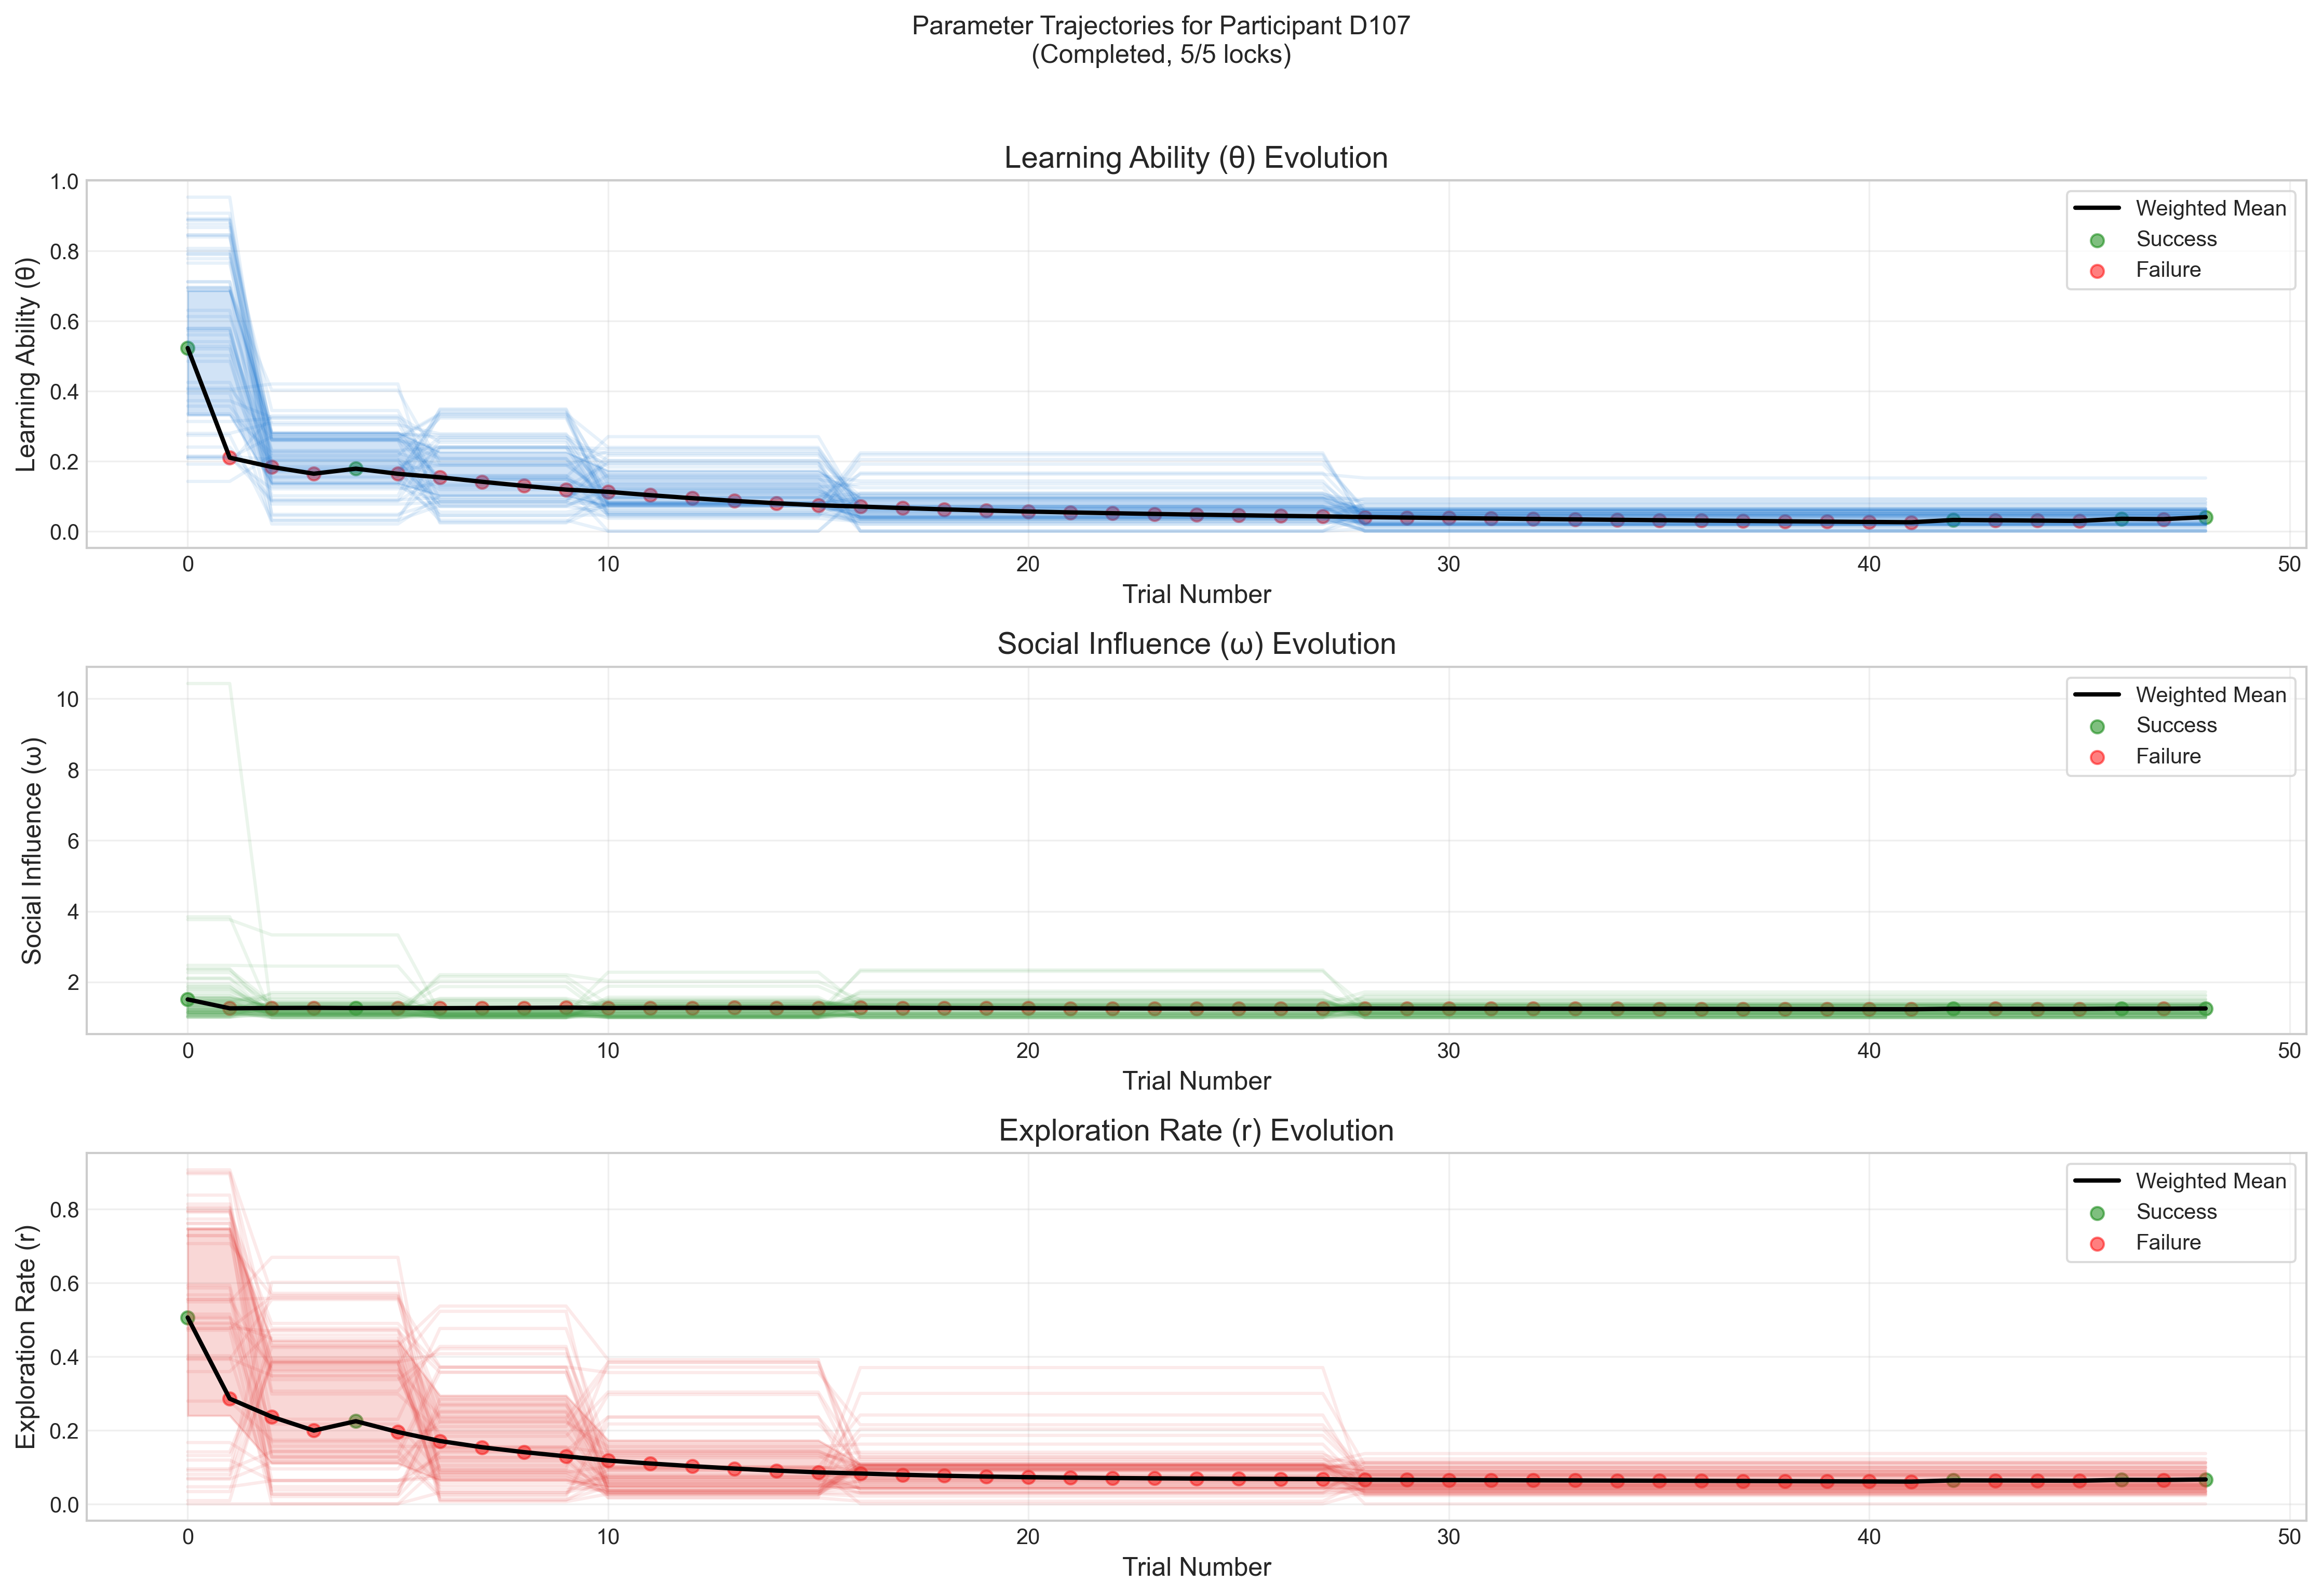 Parameter Trajectories for Participant D107
(Completed, 5/5 locks)
Learning Ability (θ) Evolution
Learning Ability (θ)
1.0
0.8
0.6
0.4
0.2
0.0
Weighted Mean
Success
Failure
0 10 20 30 40 50
Trial Number
Social Influence (ω) Evolution
Social Influence (ω)
10
8
6
4
2
Weighted Mean
Success
Failure
0 10 20 30 40 50
Trial Number
Exploration Rate (r) Evolution
Exploration Rate (r)
0.8
0.6
0.4
0.2
0.0
Weighted Mean
Success
Failure
0 10 20 30 40 50
Trial Number